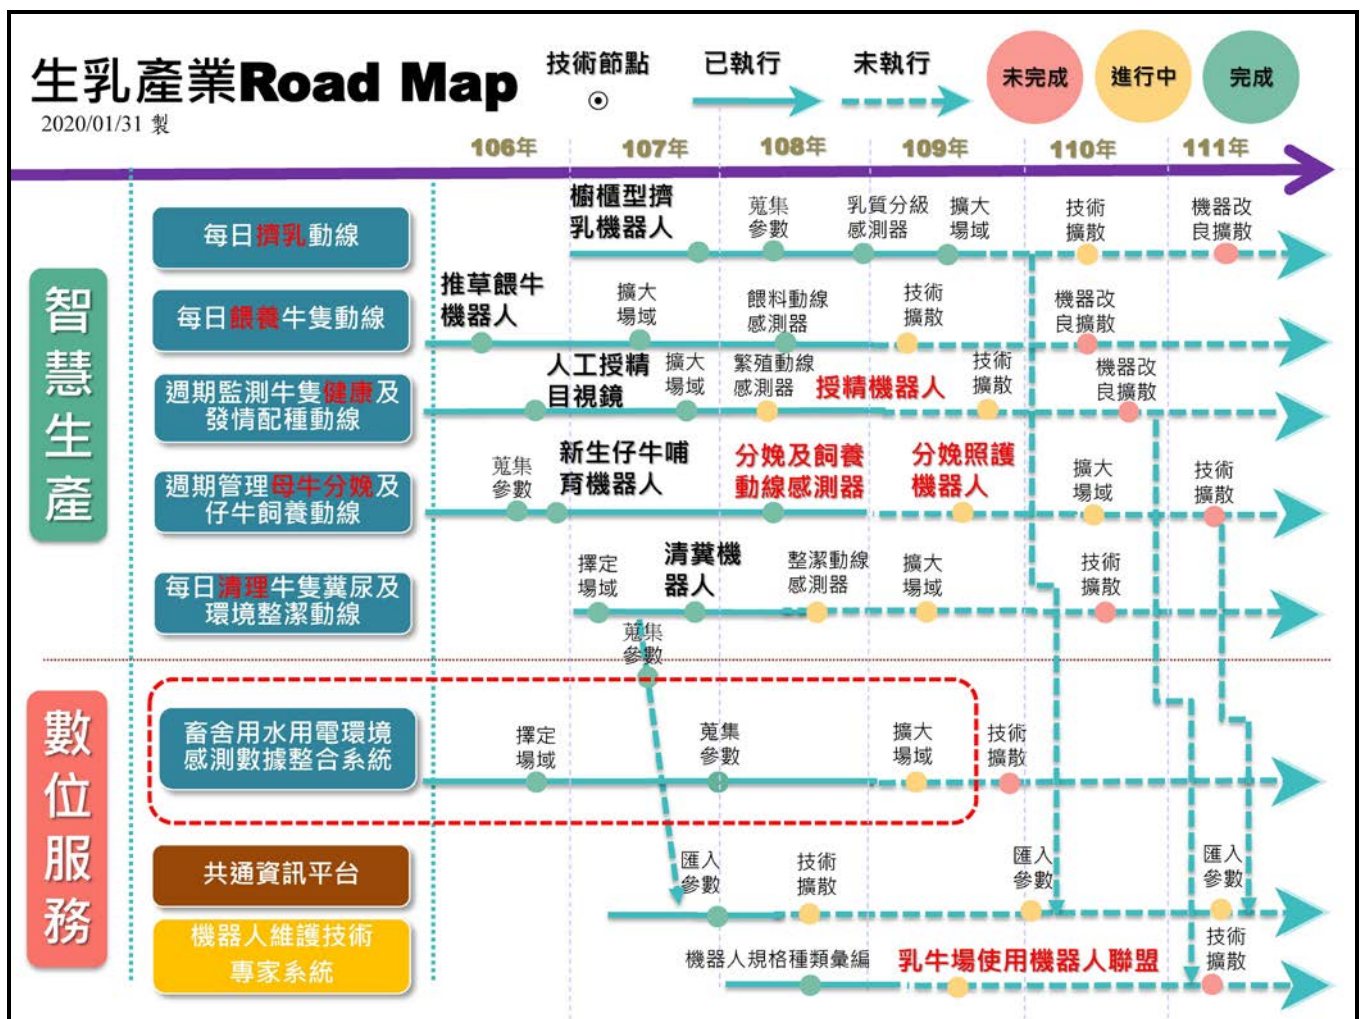 生乳產業Road Map
2020/01/31 製
技術節點
已執行
未執行
未完成
進行中
完成
106年
107年
108年
109年
110年
111年
智慧生產
每日擠乳動線
櫥櫃型擠
乳機器人
蒐集
參數
乳質分級
感測器
擴大
場域
技術
擴散
機器改
良擴散
每日餵養牛隻動線
推草餵牛
機器人
擴大
場域
餵料動線
感測器
技術
擴散
機器改
良擴散
週期監測牛隻健康及
發情配種動線
人工授精
目視鏡
擴大
場域
繁殖動線
感測器
授精機器人
技術
擴散
機器改
良擴散
週期管理母牛分娩及
仔牛飼養動線
蒐集
參數
新生仔牛哺
育機器人
分娩及飼養
動線感測器
分娩照護
機器人
擴大
場域
技術
擴散
每日清理牛隻糞尿及
環境整潔動線
擇定
場域
清糞機
器人
整潔動線
感測器
擴大
場域
技術
擴散
蒐集
參數
數位服務
畜舍用水用電環境
感測數據整合系統
擇定
場域
蒐集
參數
擴大
場域
技術
擴散
共通資訊平台
匯入
參數
技術
擴散
匯入
參數
匯入
參數
機器人維護技術
專家系統
機器人規格種類彙編
乳牛場使用機器人聯盟
技術
擴散